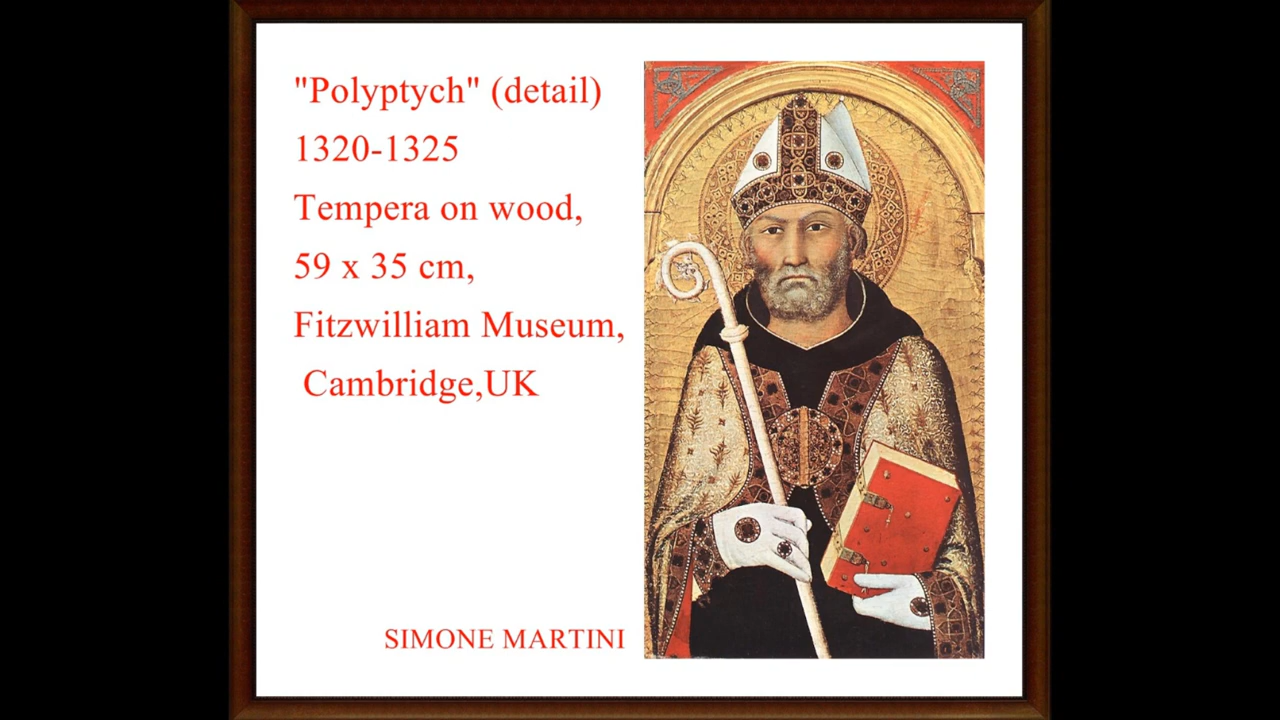 "Polyptych" (detail)
1320-1325
Tempera on wood,
59 x 35 cm,
Fitzwilliam Museum,
Cambridge,UK
SIMONE MARTINI